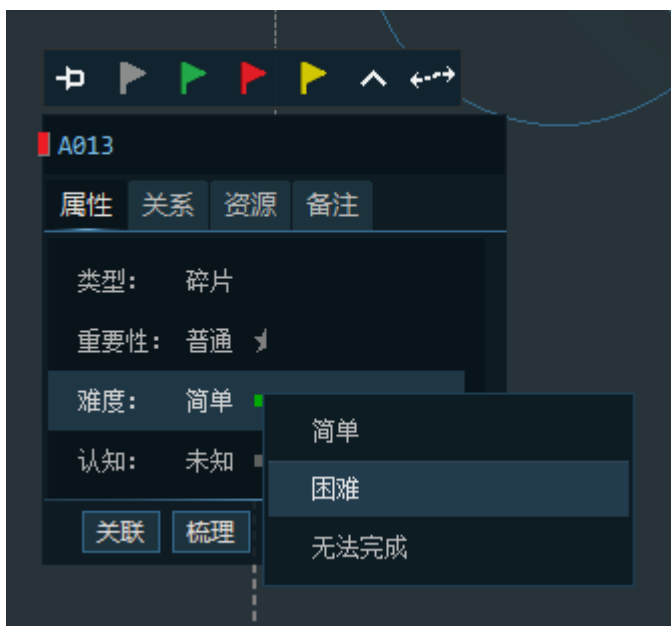 A013
属性 关系 资源 备注
类型： 碎片
重要性： 普通
难度： 简单
认知： 未知
关联 梳理
简单
困难
无法完成